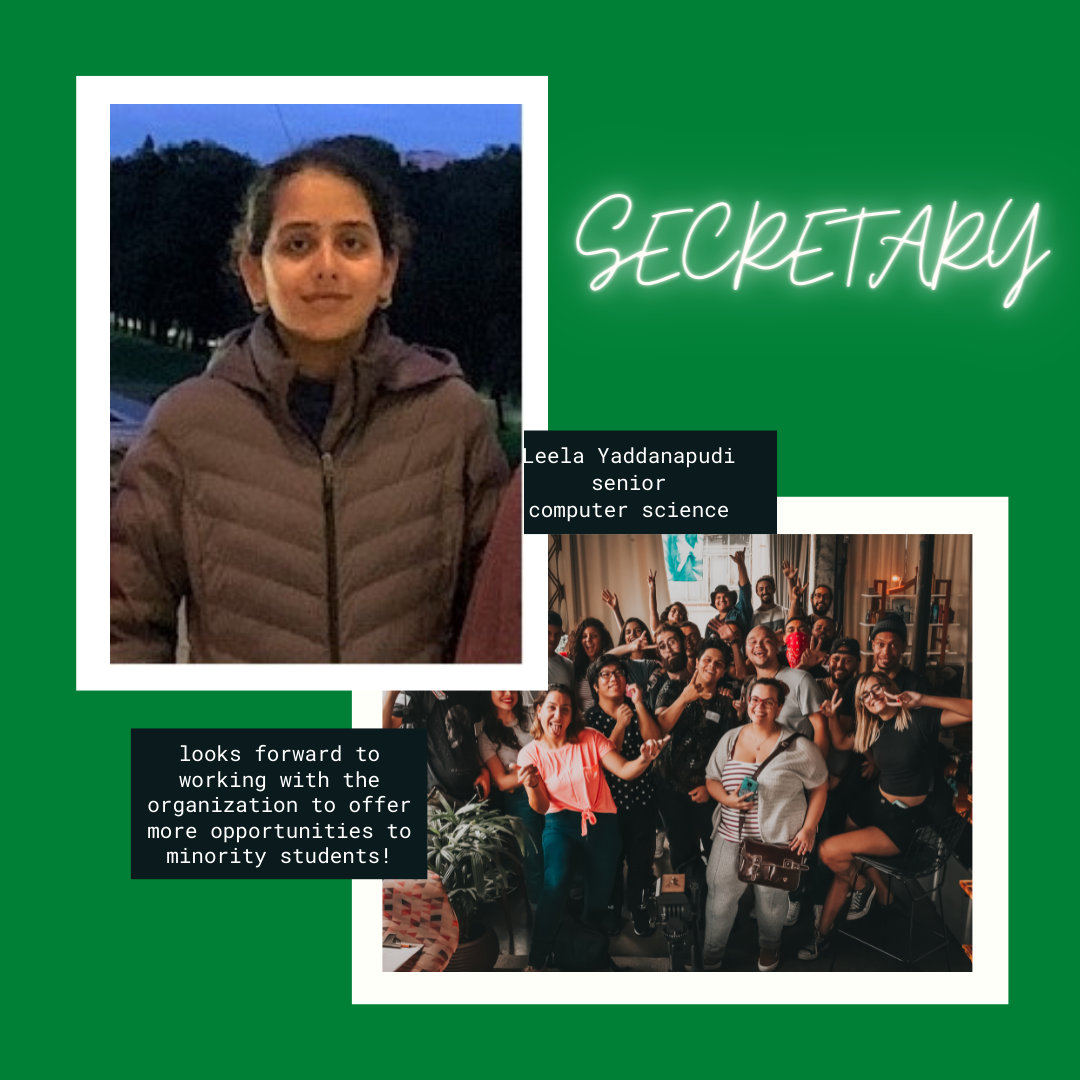 SECRETARY
Leela Yaddanapudi
senior
computer science
looks forward to
working with the
organization to offer
more opportunities to
minority students!